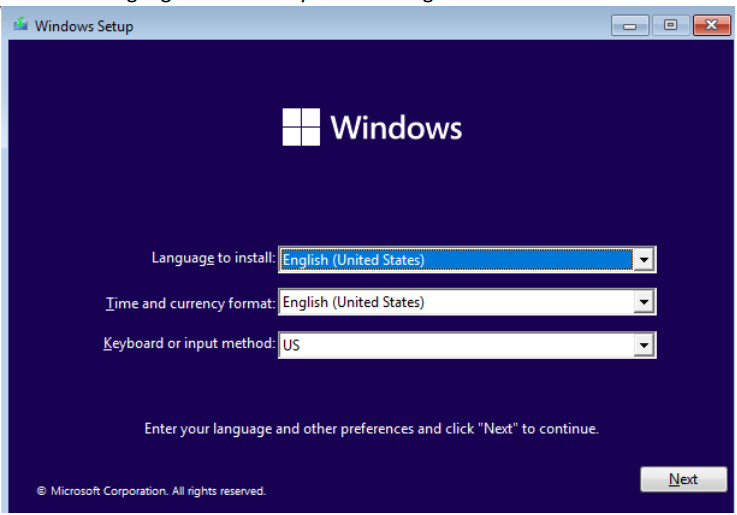 Windows Setup
Windows
Language to install: English (United States)
Time and currency format: English (United States)
Keyboard or input method: US
Enter your language and other preferences and click "Next" to continue.
Next
© Microsoft Corporation. All rights reserved.